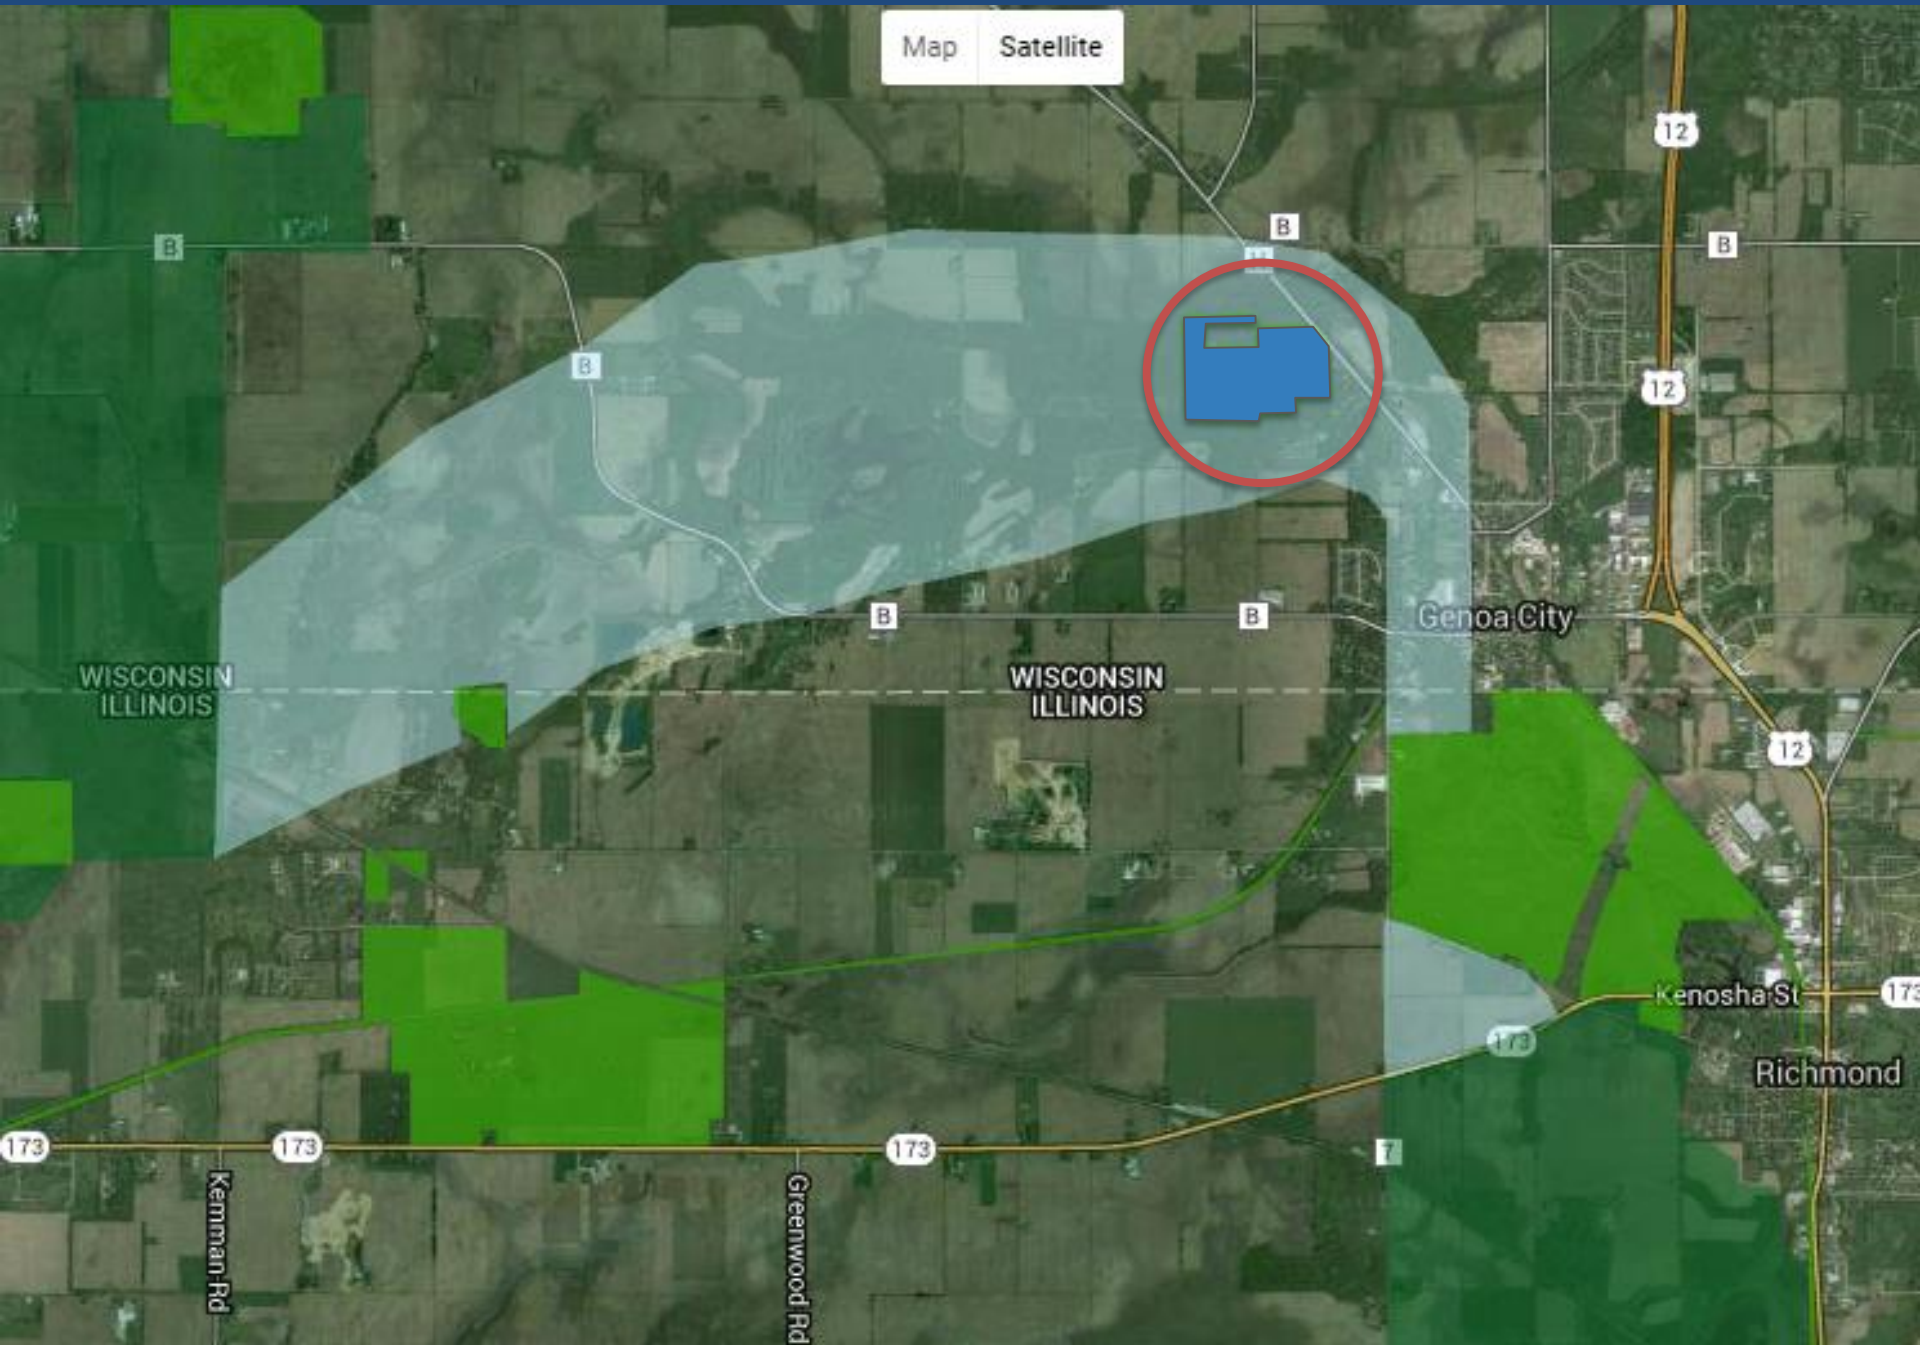 Map Satellite
12
B
B
B
H
B
12
B
B
Genoa City
WISCONSIN
ILLINOIS
WISCONSIN
ILLINOIS
12
Kenosha St
173
173
Richmond
173
173
173
7
Kemman Rd
Greenwood Rd